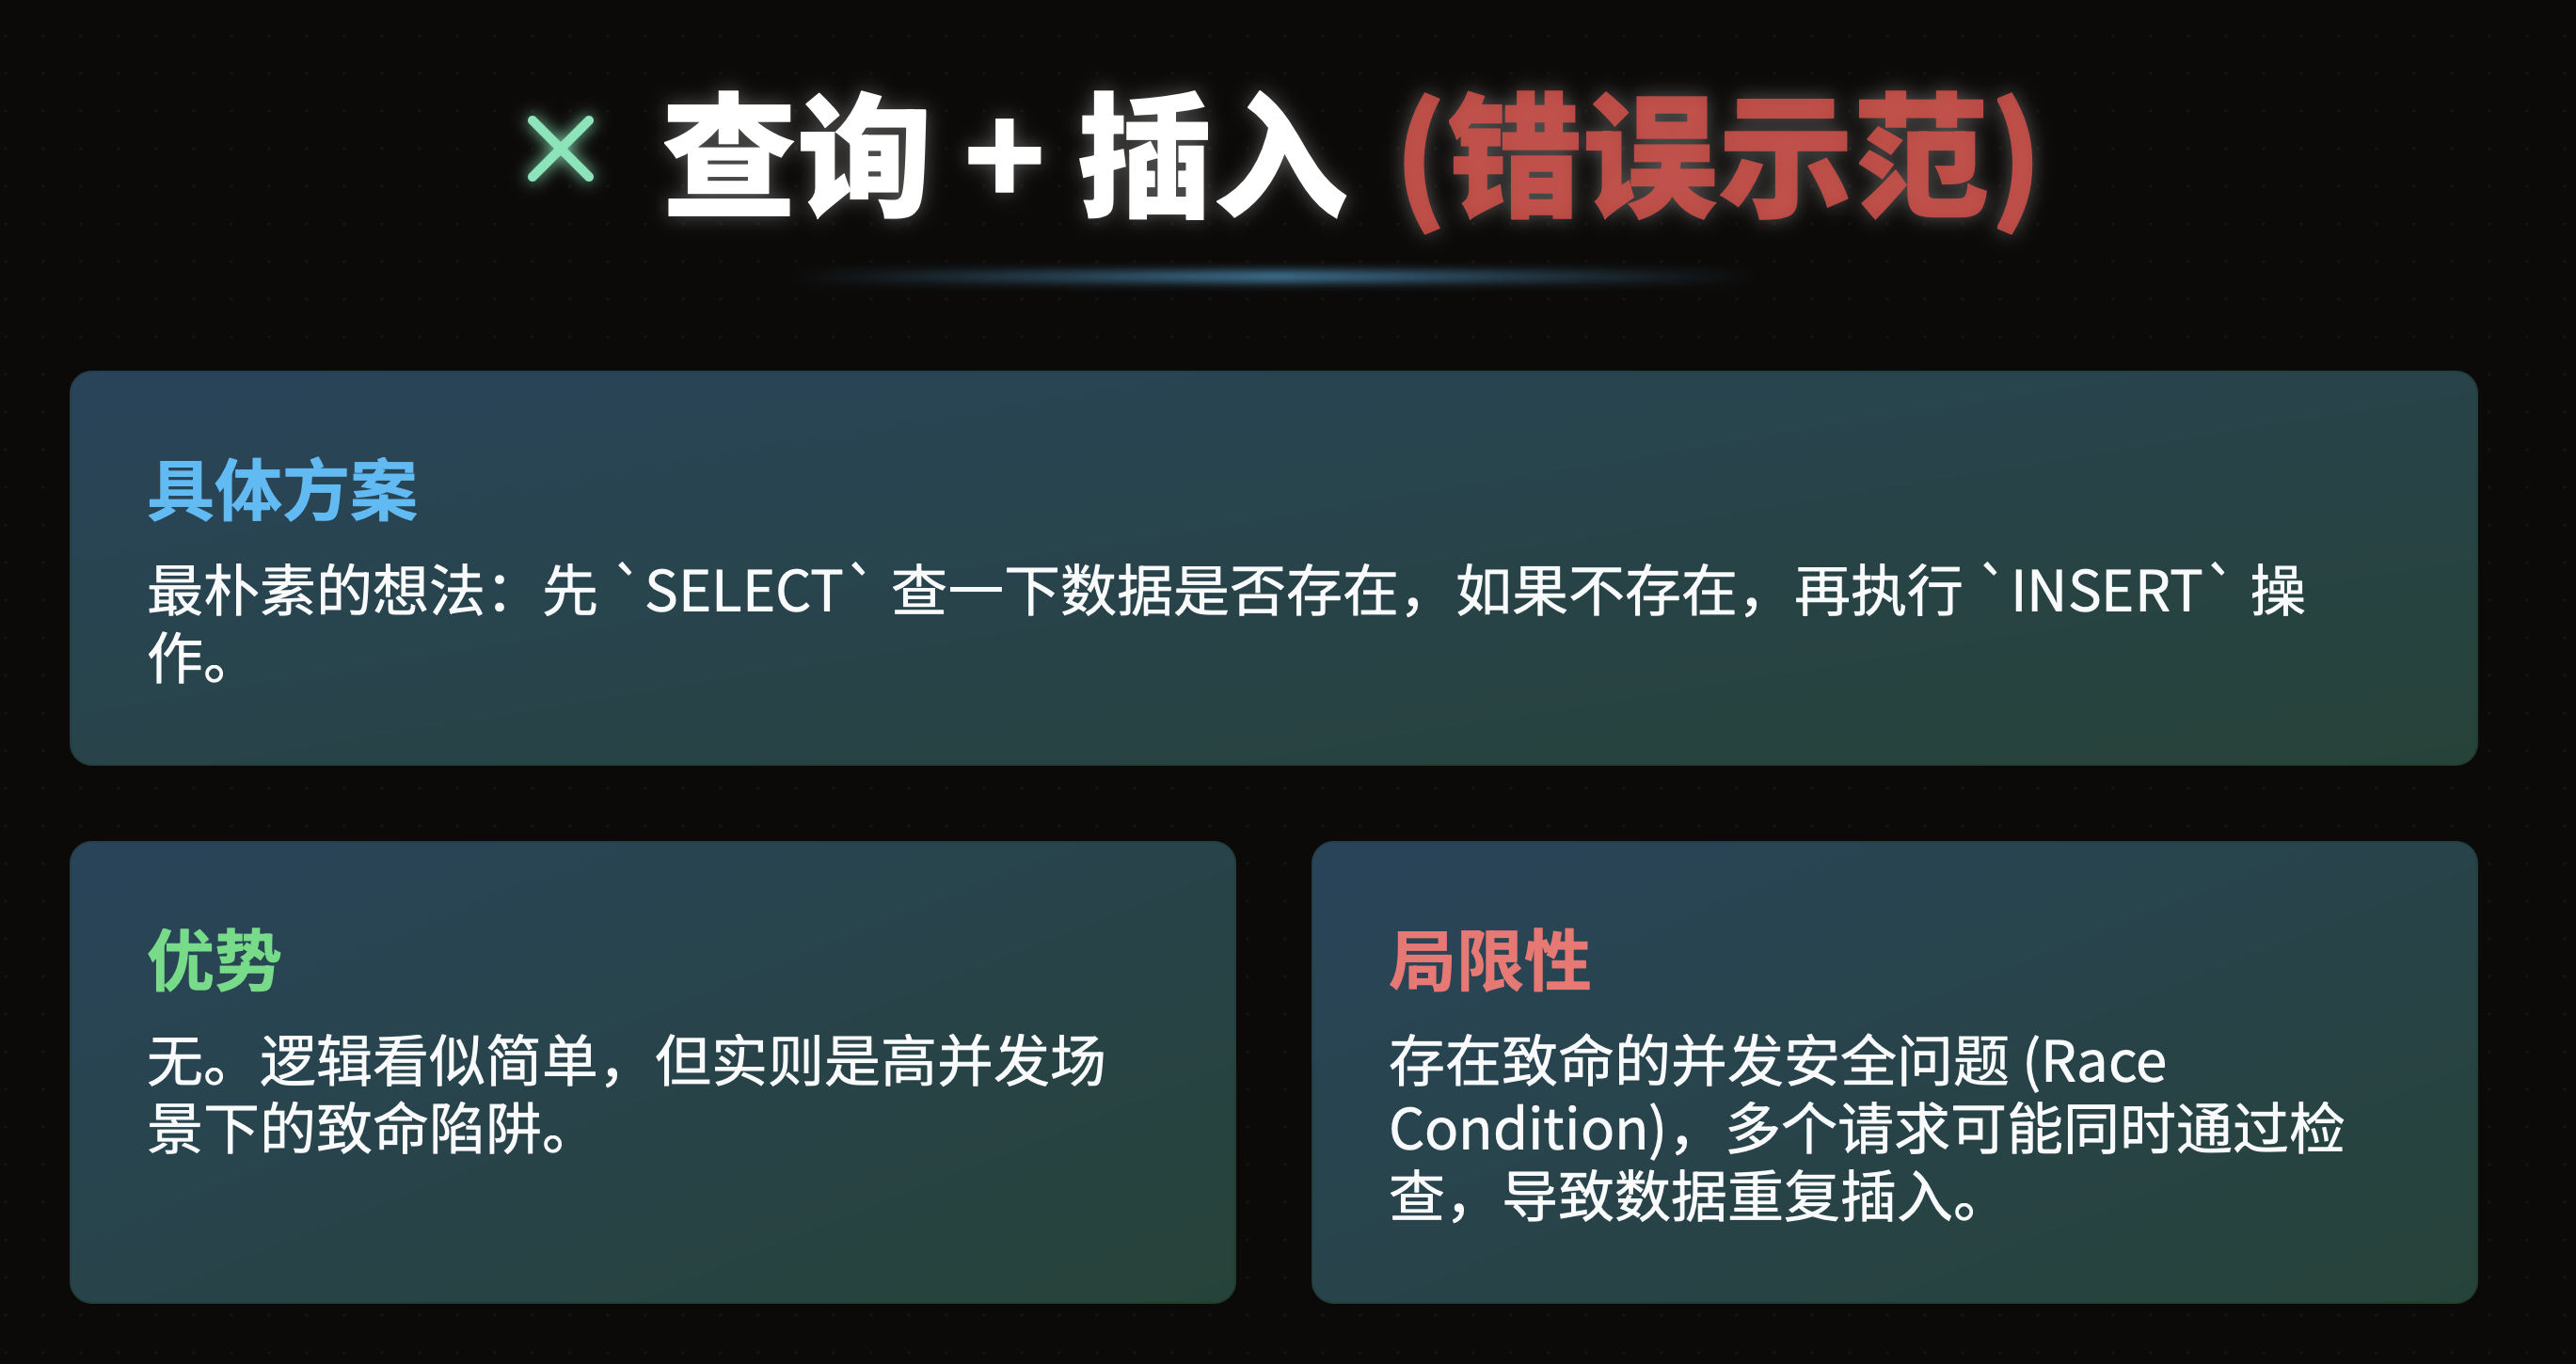 查询 + 插入 (错误示范)
具体方案
最朴素的想法：先 `SELECT` 查一下数据是否存在，如果不存在，再执行 `INSERT` 操
作。
优势
无。逻辑看似简单，但实则是高并发场
景下的致命陷阱。
局限性
存在致命的并发安全问题 (Race
Condition)，多个请求可能同时通过检
查，导致数据重复插入。